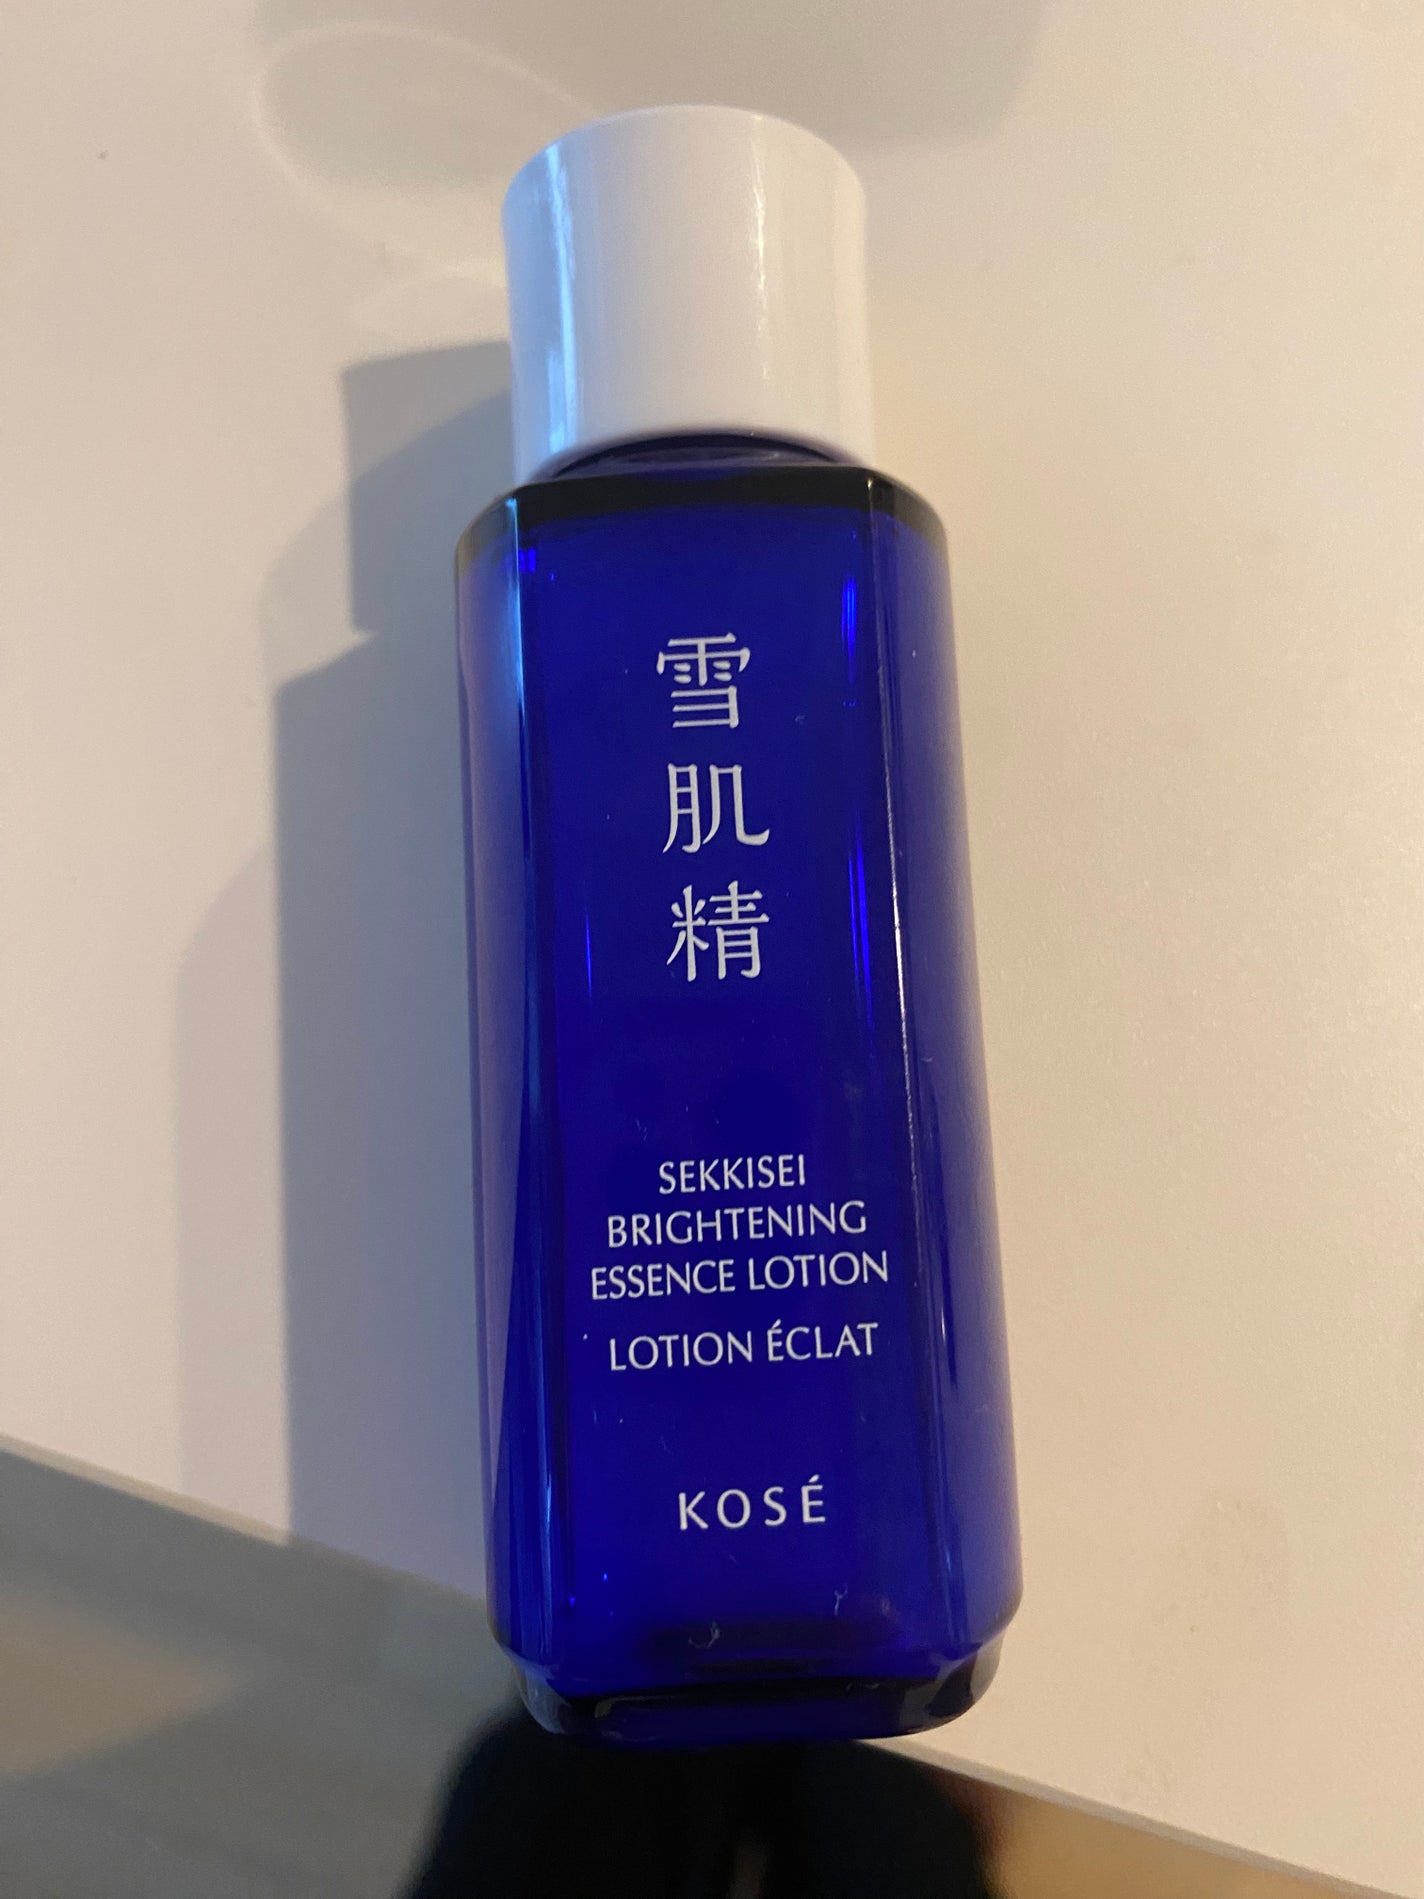 雪肌精
SEKKISEI
BRIGHTENING
ESSENCE LOTION
LOTION ÉCLAT
KOSÉ